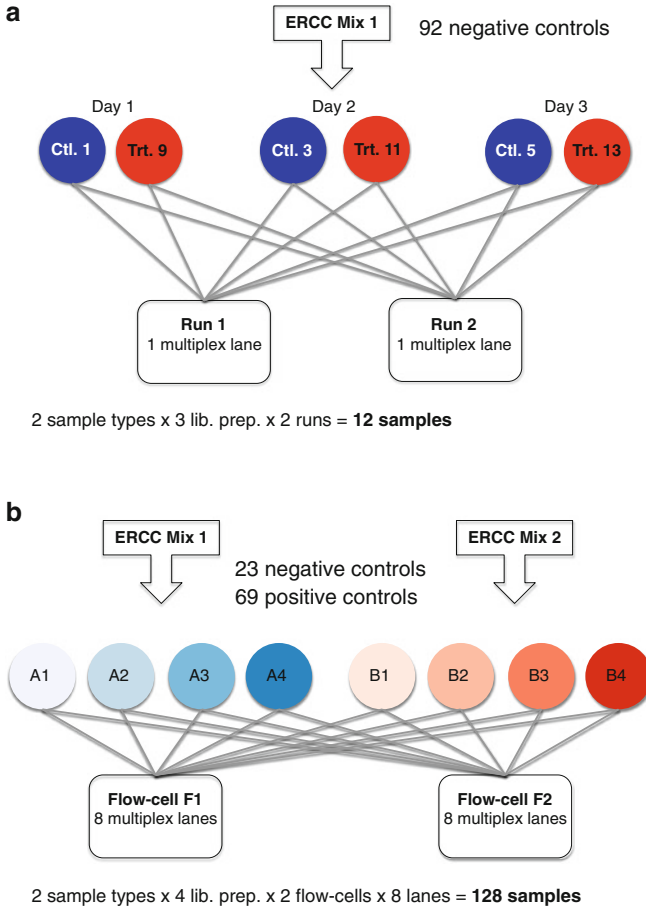 a
ERCC Mix 1
92 negative controls
Day 1
Day 2
Day 3
Ctl. 1
Trt. 9
Ctl. 3
Trt. 11
Ctl. 5
Trt. 13
Run 1
1 multiplex lane
Run 2
1 multiplex lane
2 sample types x 3 lib. prep. x 2 runs = 12 samples
b
ERCC Mix 1
ERCC Mix 2
23 negative controls
69 positive controls
A1
A2
A3
A4
B1
B2
B3
B4
Flow-cell F1
8 multiplex lanes
Flow-cell F2
8 multiplex lanes
2 sample types x 4 lib. prep. x 2 flow-cells x 8 lanes = 128 samples